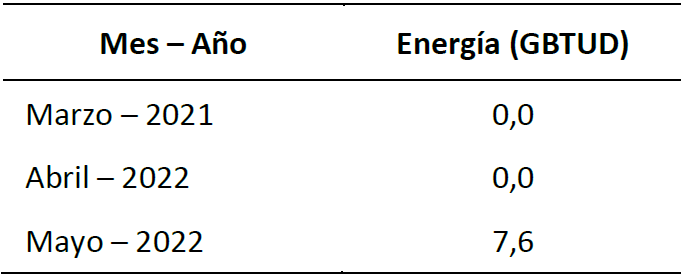 Mes – Año Energía (GBTUD)
Marzo – 2021 0,0
Abril – 2022 0,0
Mayo – 2022 7,6